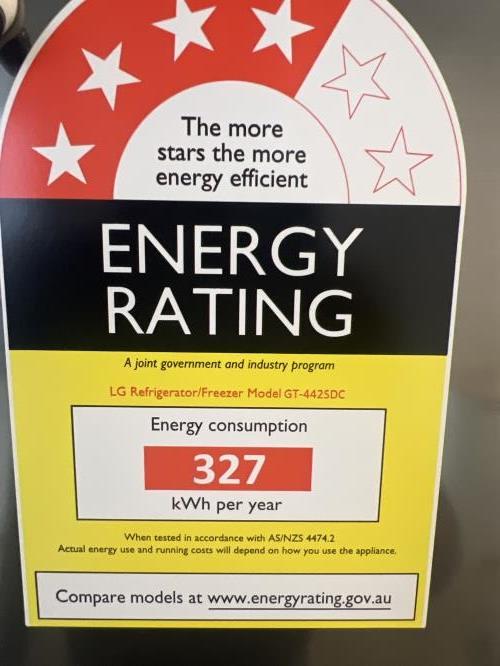 The more
stars the more
energy efficient
ENERGY
RATING
A joint government and industry program
LG Refrigerator/Freezer Model GT-442SDC
Energy consumption
327
kWh per year
When tested in accordance with AS/NZS 4474.2
Actual energy use and running costs will depend on how you use the appliance.
Compare models at www.energyrating.gov.au